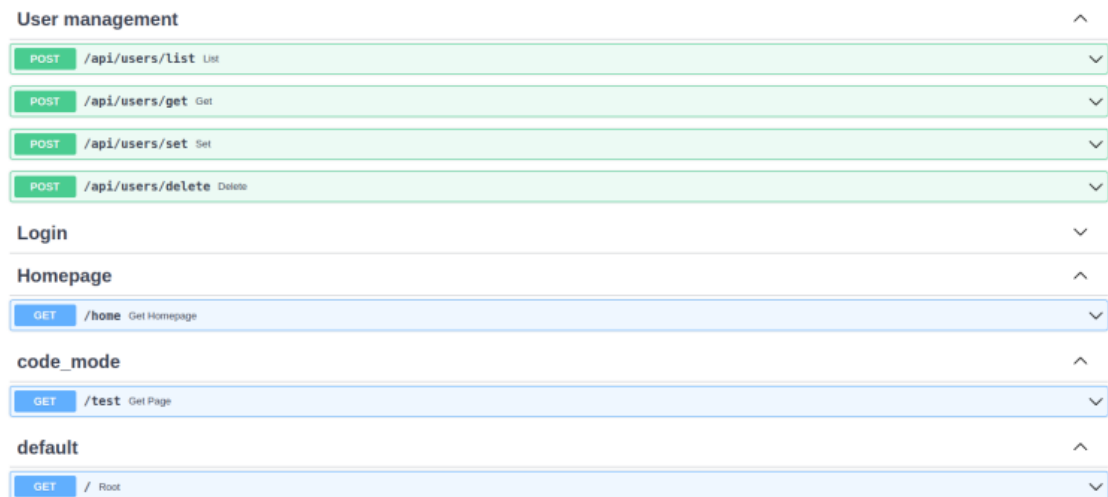 User management
POST /api/users/list List
POST /api/users/get Get
POST /api/users/set Set
POST /api/users/delete Delete
Login
Homepage
GET /home Get Homepage
code_mode
GET /test Get Page
default
GET / Root